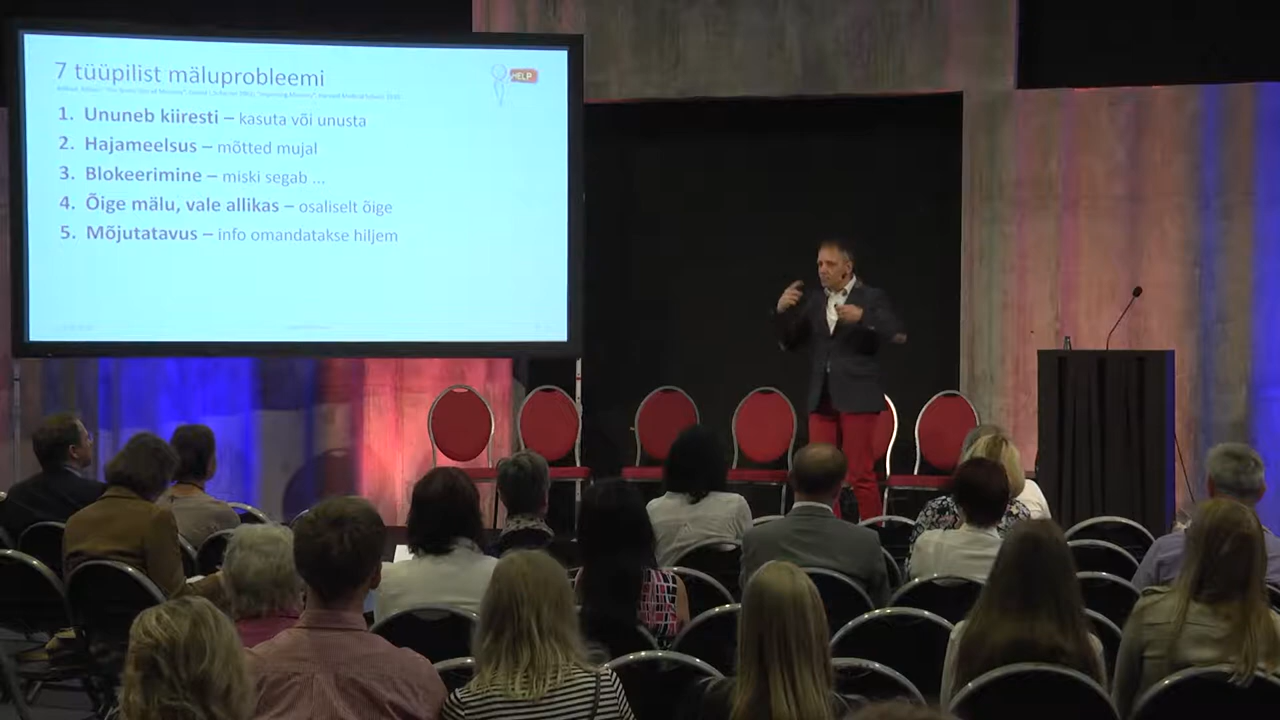 7 tüüpilist mäluprobleemi
HELP
1. Ununeb kiiresti – kasuta või unusta
2. Hajameelsus – mõtted mujal
3. Blokeerimine – miski segab ...
4. Õige mälu, vale allikas – osaliselt õige
5. Mõjutatavus – info omandatakse hiljem